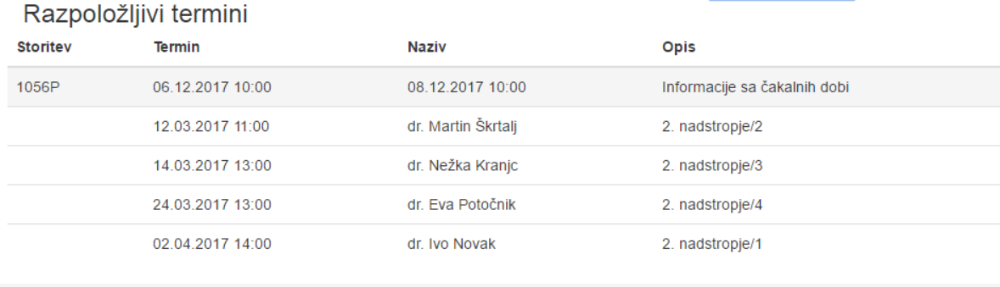 Razpoložljivi termini
Storitev Termin Naziv Opis
1056P 06.12.2017 10:00 08.12.2017 10:00 Informacije sa čakalnih dobi
12.03.2017 11:00 dr. Martin Škrtalj 2. nadstropje/2
14.03.2017 13:00 dr. Nežka Kranjc 2. nadstropje/3
24.03.2017 13:00 dr. Eva Potočnik 2. nadstropje/4
02.04.2017 14:00 dr. Ivo Novak 2. nadstropje/1